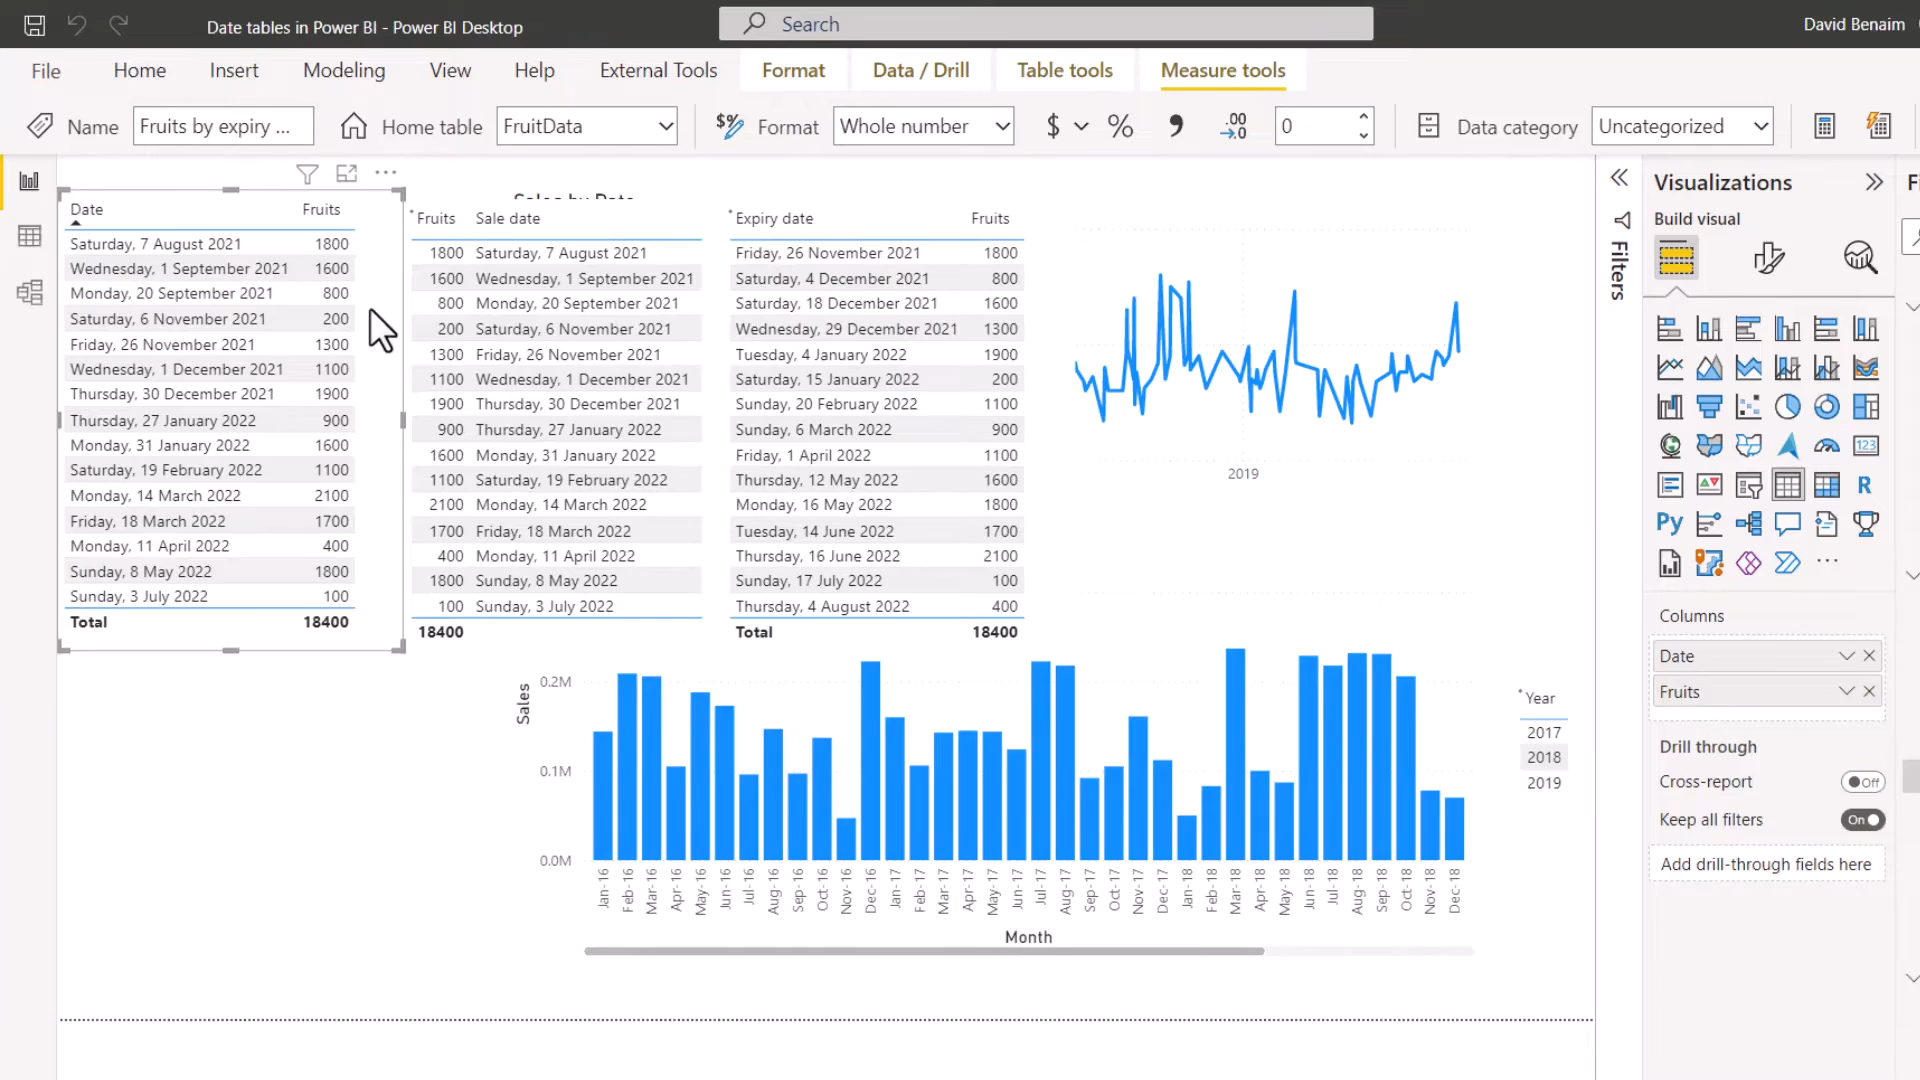 Date tables in Power BI - Power BI Desktop
Search
David Benaim
File Home Insert Modeling View Help External Tools Format Data / Drill Table tools Measure tools
Name Fruits by expiry ... Home table FruitData $% Format Whole number $ % 9 .00 →.0 0 Data category Uncategorized
Date Fruits
Saturday, 7 August 2021 1800
Wednesday, 1 September 2021 1600
Monday, 20 September 2021 800
Saturday, 6 November 2021 200
Friday, 26 November 2021 1300
Wednesday, 1 December 2021 1100
Thursday, 30 December 2021 1900
Thursday, 27 January 2022 900
Monday, 31 January 2022 1600
Saturday, 19 February 2022 1100
Monday, 14 March 2022 2100
Friday, 18 March 2022 1700
Monday, 11 April 2022 400
Sunday, 8 May 2022 1800
Sunday, 3 July 2022 100
Total 18400
Sales by Date
Fruits Sale date
1800 Saturday, 7 August 2021
1600 Wednesday, 1 September 2021
800 Monday, 20 September 2021
200 Saturday, 6 November 2021
1300 Friday, 26 November 2021
1100 Wednesday, 1 December 2021
1900 Thursday, 30 December 2021
900 Thursday, 27 January 2022
1600 Monday, 31 January 2022
1100 Saturday, 19 February 2022
2100 Monday, 14 March 2022
1700 Friday, 18 March 2022
400 Monday, 11 April 2022
1800 Sunday, 8 May 2022
100 Sunday, 3 July 2022
18400
Expiry date Fruits
Friday, 26 November 2021 1800
Saturday, 4 December 2021 800
Saturday, 18 December 2021 1600
Wednesday, 29 December 2021 1300
Tuesday, 4 January 2022 1900
Saturday, 15 January 2022 200
Sunday, 20 February 2022 1100
Sunday, 6 March 2022 900
Friday, 1 April 2022 1100
Thursday, 12 May 2022 1600
Monday, 16 May 2022 1800
Tuesday, 14 June 2022 1700
Thursday, 16 June 2022 2100
Sunday, 17 July 2022 100
Thursday, 4 August 2022 400
Total 18400
2019
Sales
0.2M
0.1M
0.0M
Jan-16 Feb-16 Mar-16 Apr-16 May-16 Jun-16 Jul-16 Aug-16 Sep-16 Oct-16 Nov-16 Dec-16 Jan-17 Feb-17 Mar-17 Apr-17 May-17 Jun-17 Jul-17 Aug-17 Sep-17 Oct-17 Nov-17 Dec-17 Jan-18 Feb-18 Mar-18 Apr-18 May-18 Jun-18 Jul-18 Aug-18 Sep-18 Oct-18 Nov-18 Dec-18
Month
Year
2017
2018
2019
Filters
Visualizations
Build visual
123
R
Py
Columns
Date
Fruits
Drill through
Cross-report Off
Keep all filters On
Add drill-through fields here